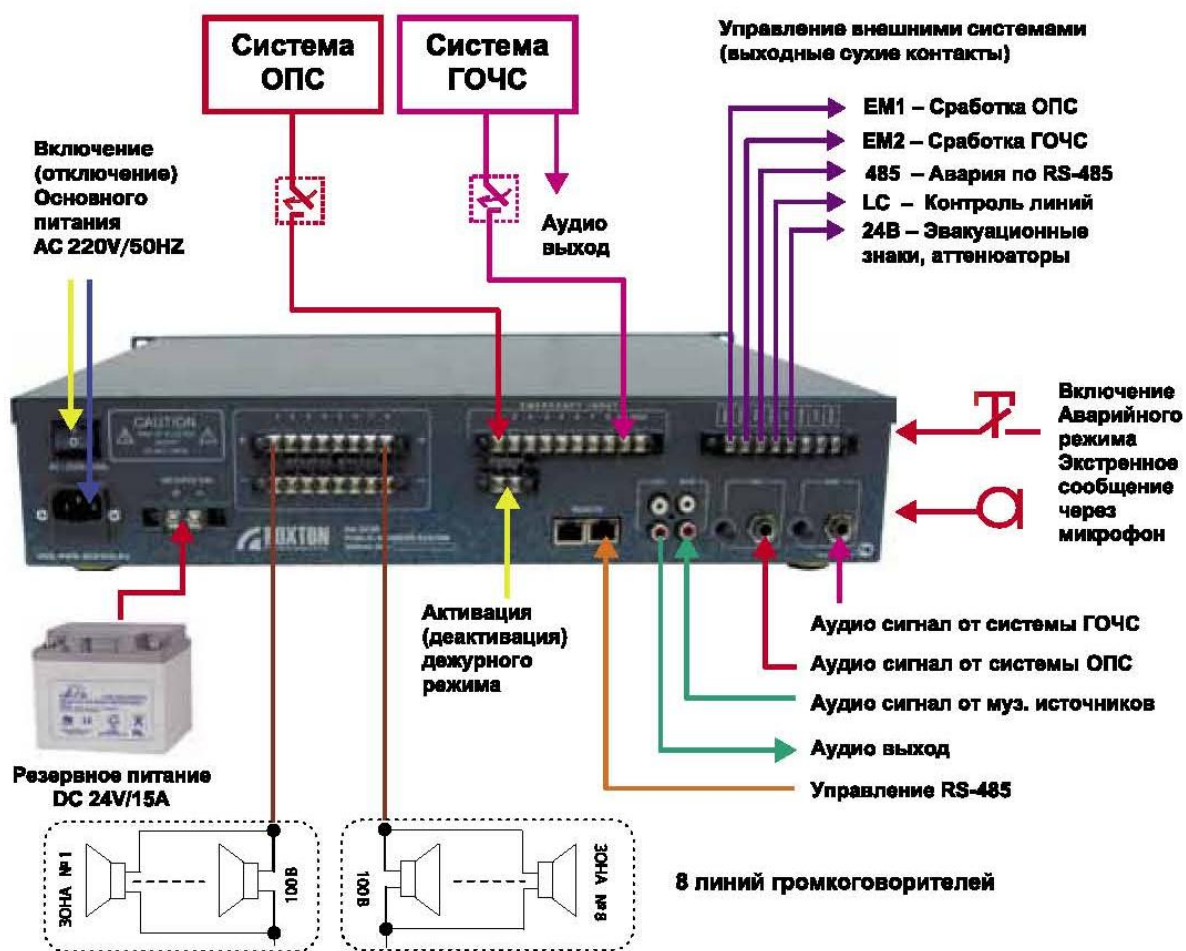 Система
ОПС
Система
ГОЧС
Управление внешними системами
(выходные сухие контакты)
EM1 – Сработка ОПС
EM2 – Сработка ГОЧС
485 – Авария по RS-485
LC – Контроль линий
24В – Эвакуационные
знаки, аттенюаторы
Включение
(отключение)
Основного
питания
AC 220V/50HZ
Аудио
выход
CAUTION
EMERGENCY INPUT
ROXTON
Включение
Аварийного
режима
Экстренное
сообщение
через
микрофон
Активация
(деактивация)
дежурного
режима
Аудио сигнал от системы ГОЧС
Аудио сигнал от системы ОПС
Аудио сигнал от муз. источников
Аудио выход
Управление RS-485
Резервное питание
DC 24V/15A
ЗОНА №1
100В
100В
ЗОНА №8
8 линий громкоговорителей